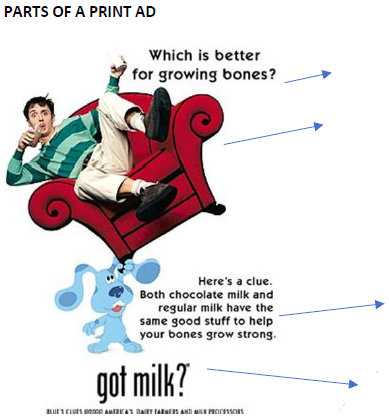 PARTS OF A PRINT AD
Which is better
for growing bones?
Here's a clue.
Both chocolate milk and
regular milk have the
same good stuff to help
your bones grow strong.
got milk?
BLUE'S CLUES ©2000 AMERICA'S DAIRY FARMERS AND MILK PROCESSORS